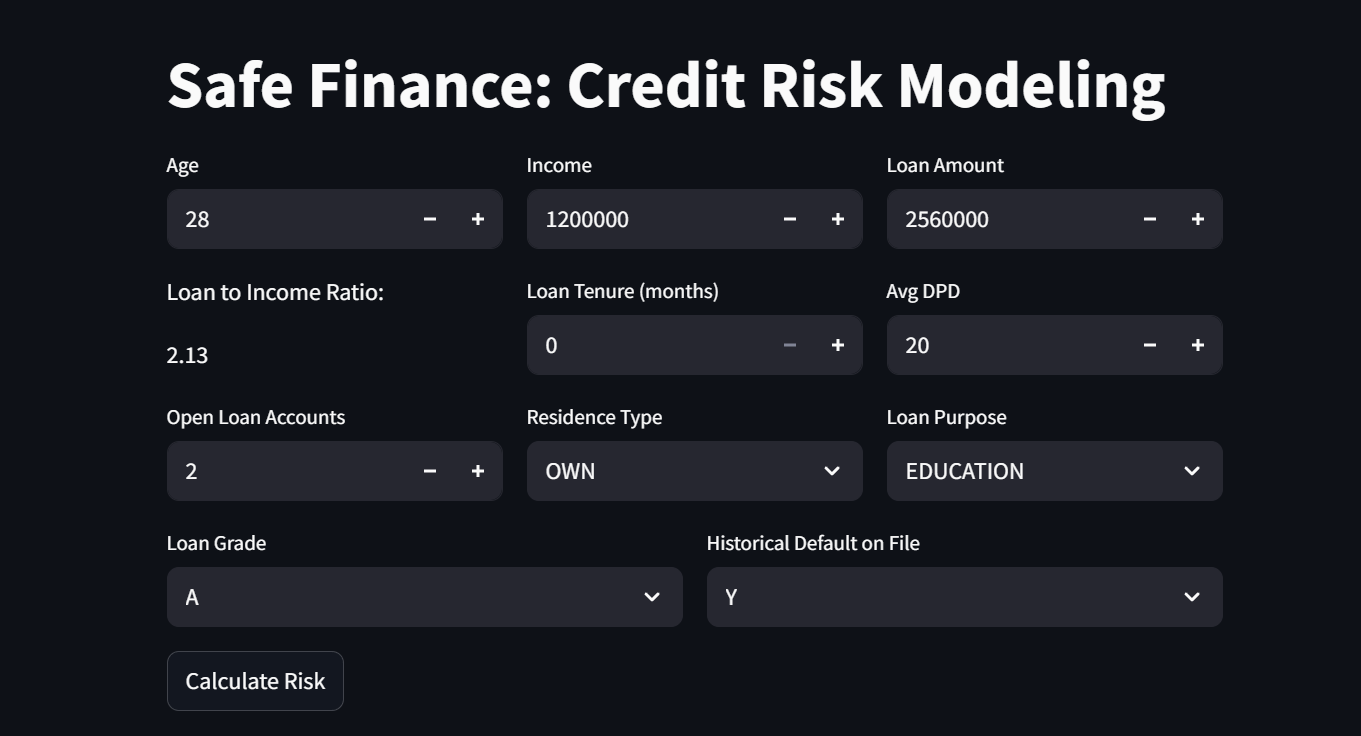 Safe Finance: Credit Risk Modeling
Age
Income
Loan Amount
28
1200000
2560000
Loan to Income Ratio:
Loan Tenure (months)
Avg DPD
2.13
0
20
Open Loan Accounts
Residence Type
Loan Purpose
2
OWN
EDUCATION
Loan Grade
Historical Default on File
A
Y
Calculate Risk